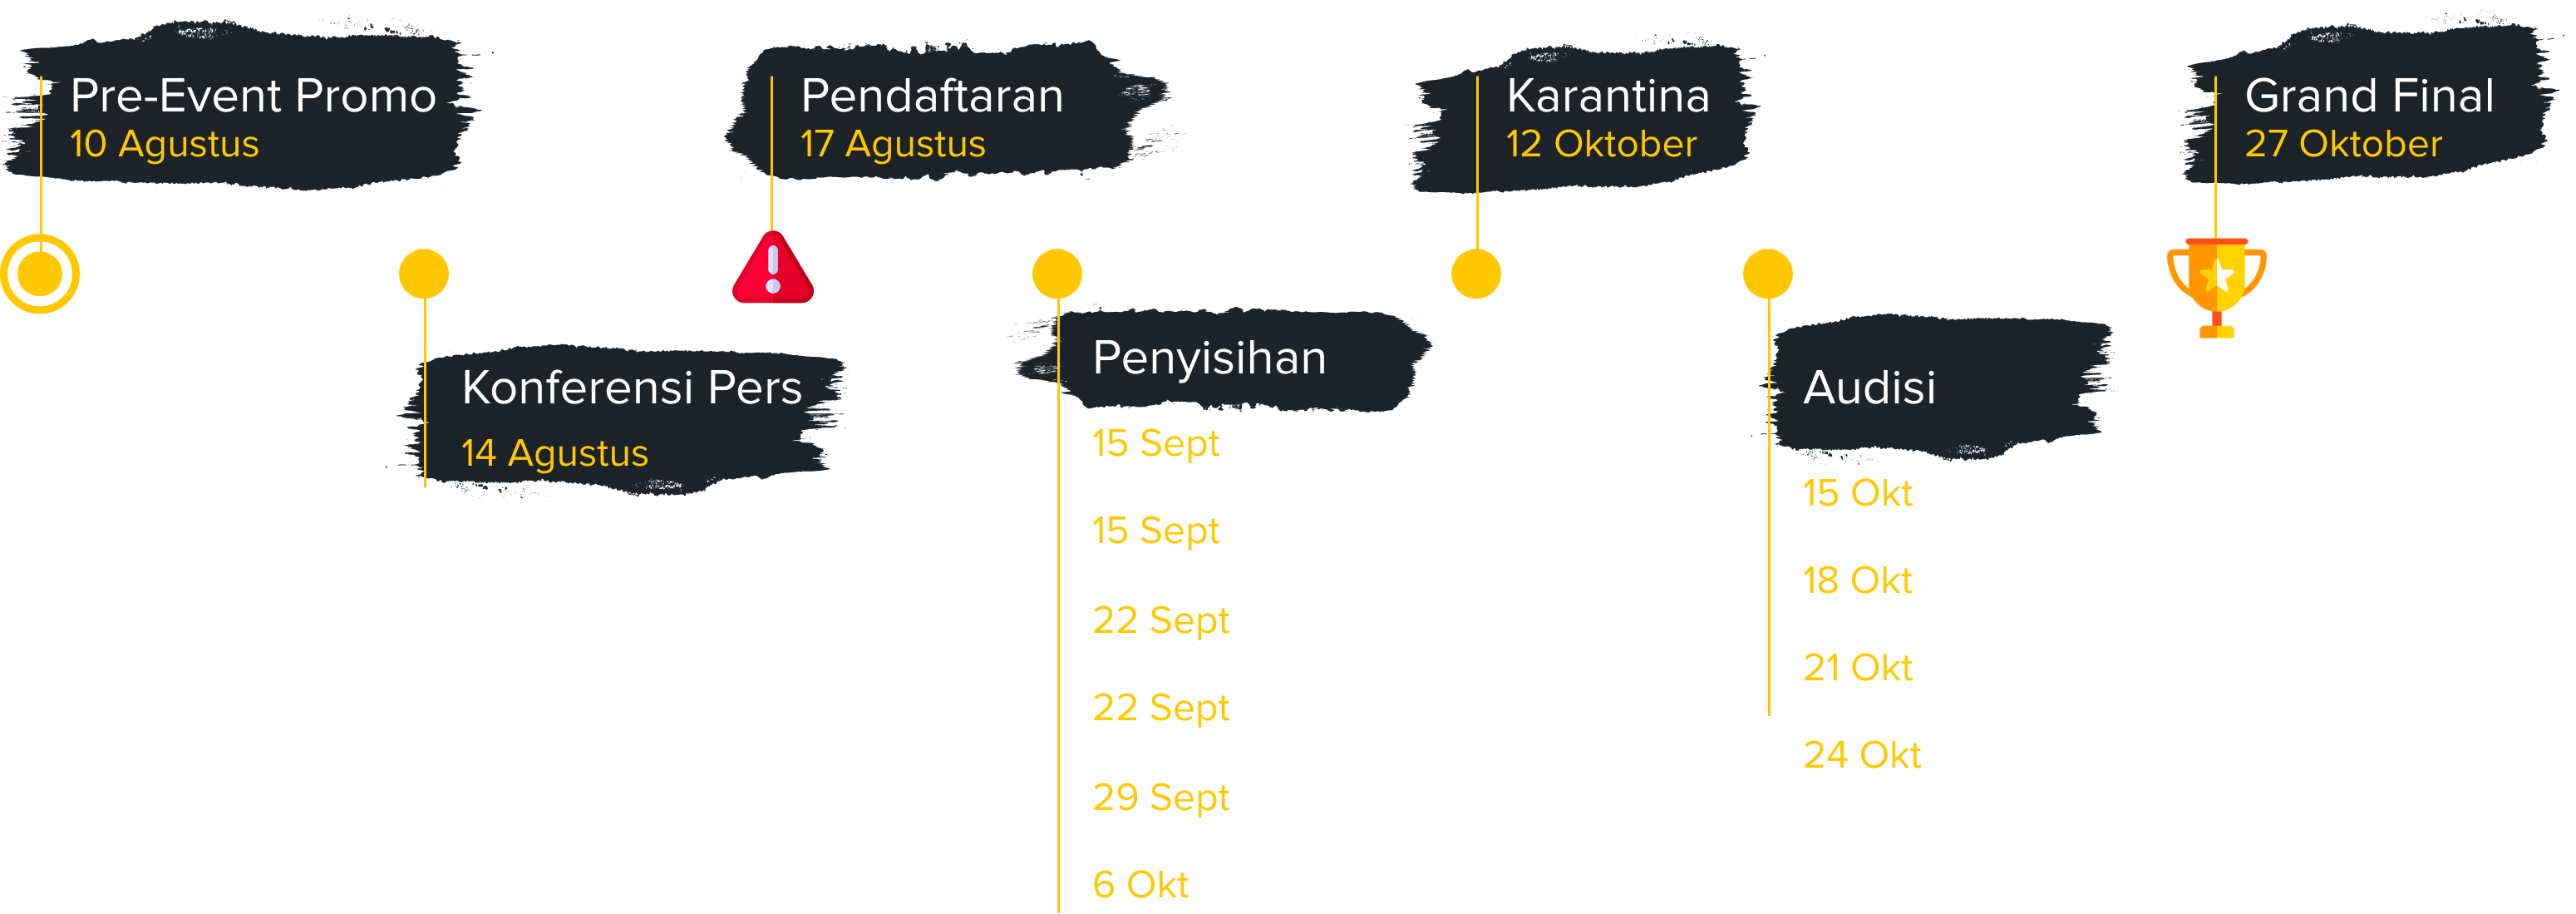 Pre-Event Promo
10 Agustus
Konferensi Pers
14 Agustus
Pendaftaran
17 Agustus
Penyisihan
15 Sept
15 Sept
22 Sept
22 Sept
29 Sept
6 Okt
Karantina
12 Oktober
Audisi
15 Okt
18 Okt
21 Okt
24 Okt
Grand Final
27 Oktober